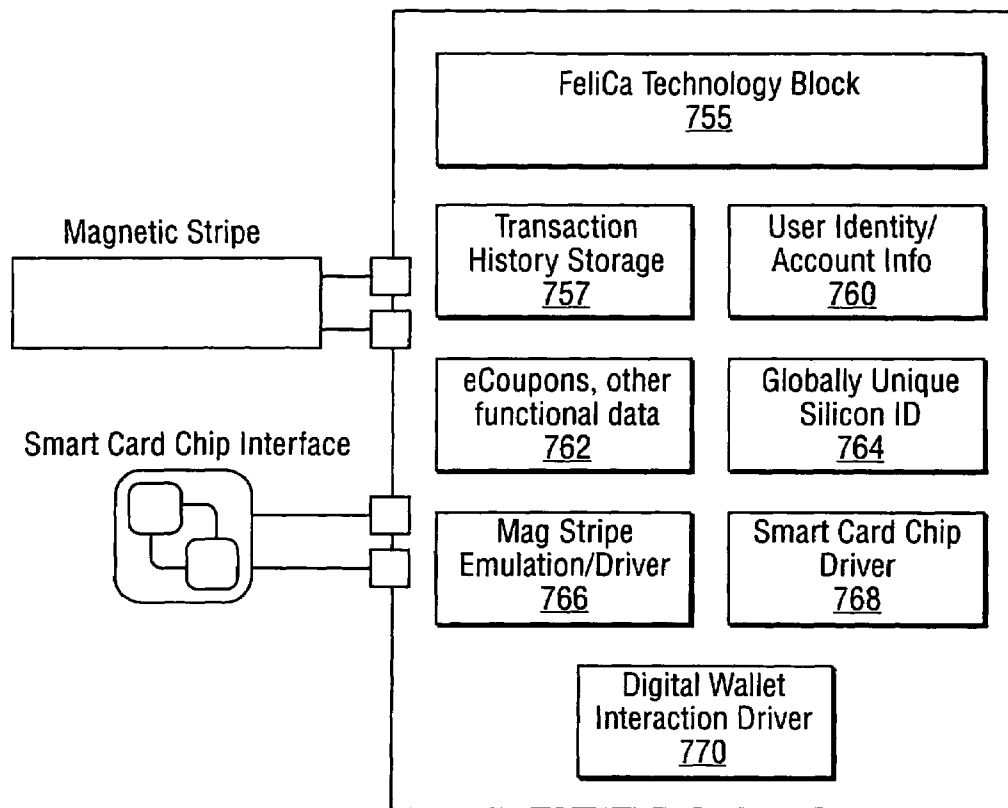 FeliCa Technology Block
755
Magnetic Stripe
Transaction
History Storage
757
User Identity/
Account Info
760
eCoupons, other
functional data
762
Globally Unique
Silicon ID
764
Smart Card Chip Interface
Mag Stripe
Emulation/Driver
766
Smart Card Chip
Driver
768
Digital Wallet
Interaction Driver
770